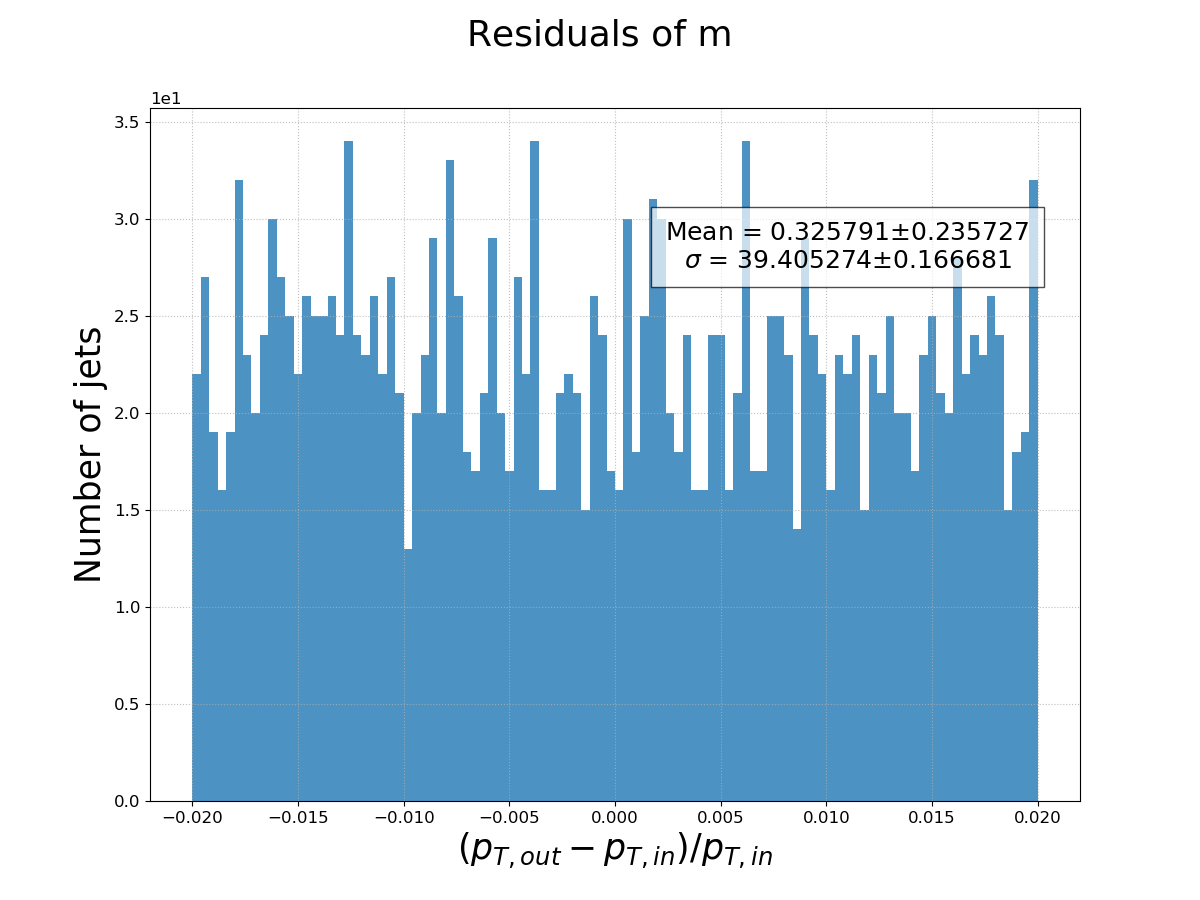 Residuals of m
1e1
3.5
3.0
2.5
2.0
1.5
1.0
0.5
0.0
Number of jets
Mean = 0.325791±0.235727
σ = 39.405274±0.166681
−0.020 −0.015 −0.010 −0.005 0.000 0.005 0.010 0.015 0.020
(p_{T,out} − p_{T,in})/p_{T,in}